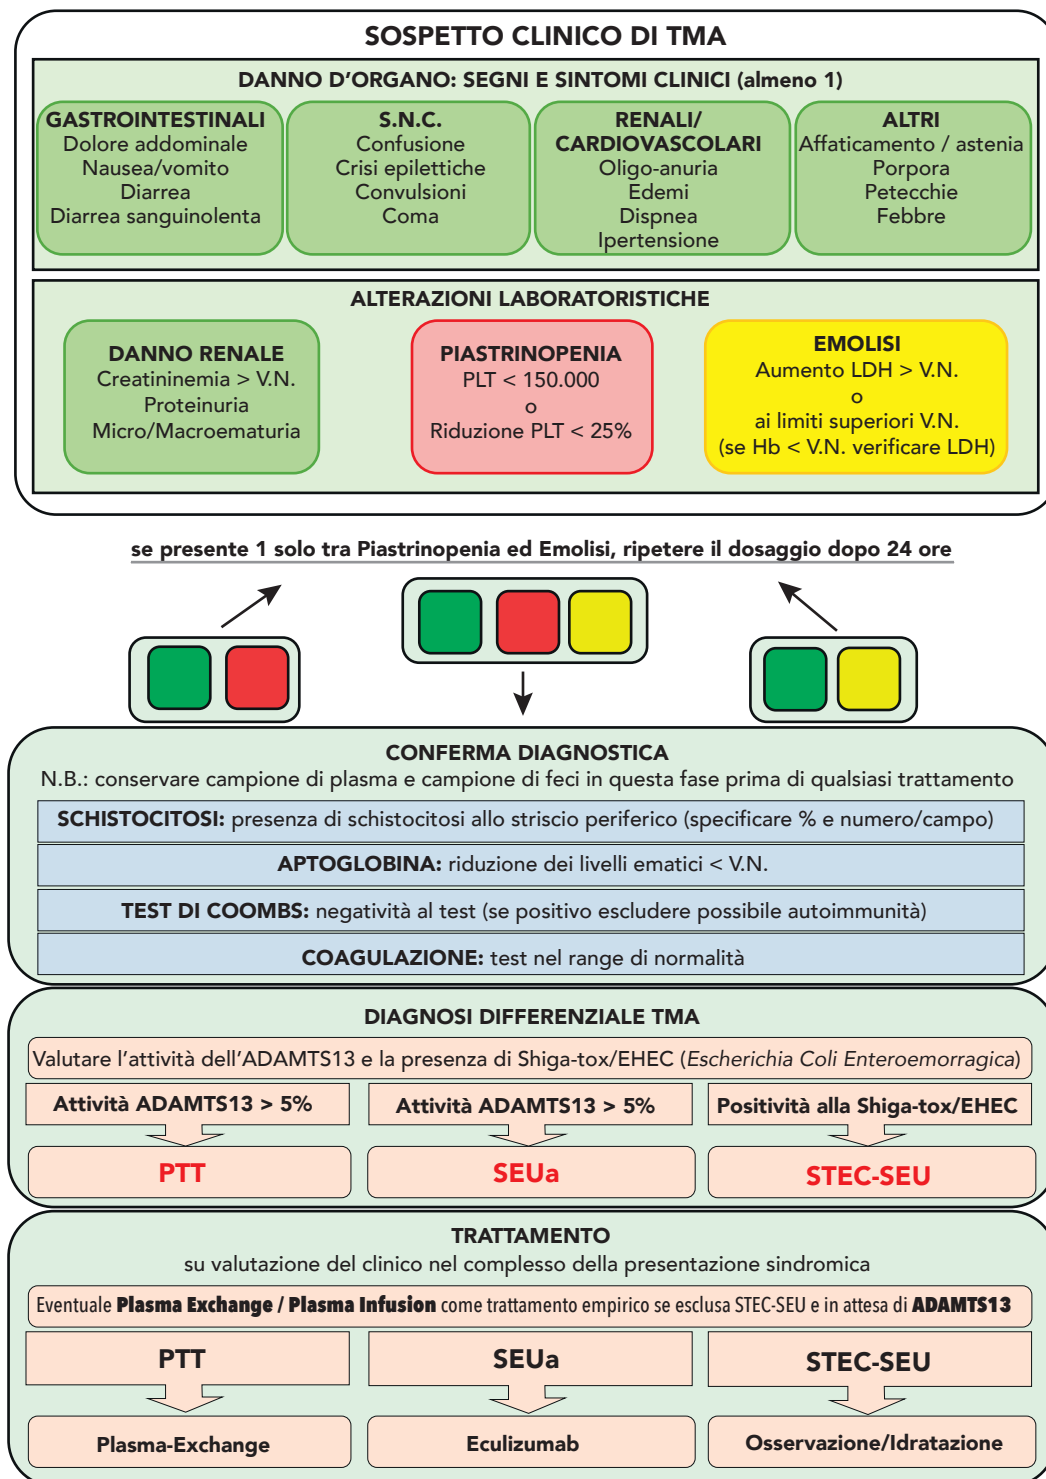 SOSPETTO CLINICO DI TMA
DANNO D'ORGANO: SEGNI E SINTOMI CLINICI (almeno 1)
GASTROINTESTINALI
Dolore addominale
Nausea/vomito
Diarrea
Diarrea sanguinolenta
S.N.C.
Confusione
Crisi epilettiche
Convulsioni
Coma
RENALI/
CARDIOVASCOLARI
Oligo-anuria
Edemi
Dispnea
Ipertensione
ALTRI
Affaticamento / astenia
Porpora
Petecchie
Febbre
ALTERAZIONI LABORATORISTICHE
DANNO RENALE
Creatininemia > V.N.
Proteinuria
Micro/Macroematuria
PIASTRINOPENIA
PLT < 150.000
o
Riduzione PLT < 25%
EMOLISI
Aumento LDH > V.N.
o
ai limiti superiori V.N.
(se Hb < V.N. verificare LDH)
se presente 1 solo tra Piastrinopenia ed Emolisi, ripetere il dosaggio dopo 24 ore
CONFERMA DIAGNOSTICA
N.B.: conservare campione di plasma e campione di feci in questa fase prima di qualsiasi trattamento
SCHISTOCITOSI: presenza di schistocitosi allo striscio periferico (specificare % e numero/campo)
APTOGLOBINA: riduzione dei livelli ematici < V.N.
TEST DI COOMBS: negatività al test (se positivo escludere possibile autoimmunità)
COAGULAZIONE: test nel range di normalità
DIAGNOSI DIFFERENZIALE TMA
Valutare l'attività dell'ADAMTS13 e la presenza di Shiga-tox/EHEC (Escherichia Coli Enteroemorragica)
Attività ADAMTS13 > 5%
Attività ADAMTS13 > 5%
Positività alla Shiga-tox/EHEC
PTT
SEUa
STEC-SEU
TRATTAMENTO
su valutazione del clinico nel complesso della presentazione sindromica
Eventuale Plasma Exchange / Plasma Infusion come trattamento empirico se esclusa STEC-SEU e in attesa di ADAMTS13
PTT
SEUa
STEC-SEU
Plasma-Exchange
Eculizumab
Osservazione/Idratazione